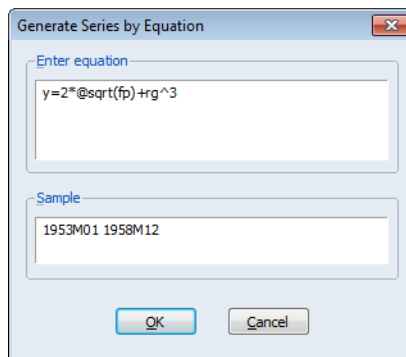 Generate Series by Equation
Enter equation
y=2*@sqrt(fp)+rg^3
Sample
1953M01 1958M12
OK
Cancel